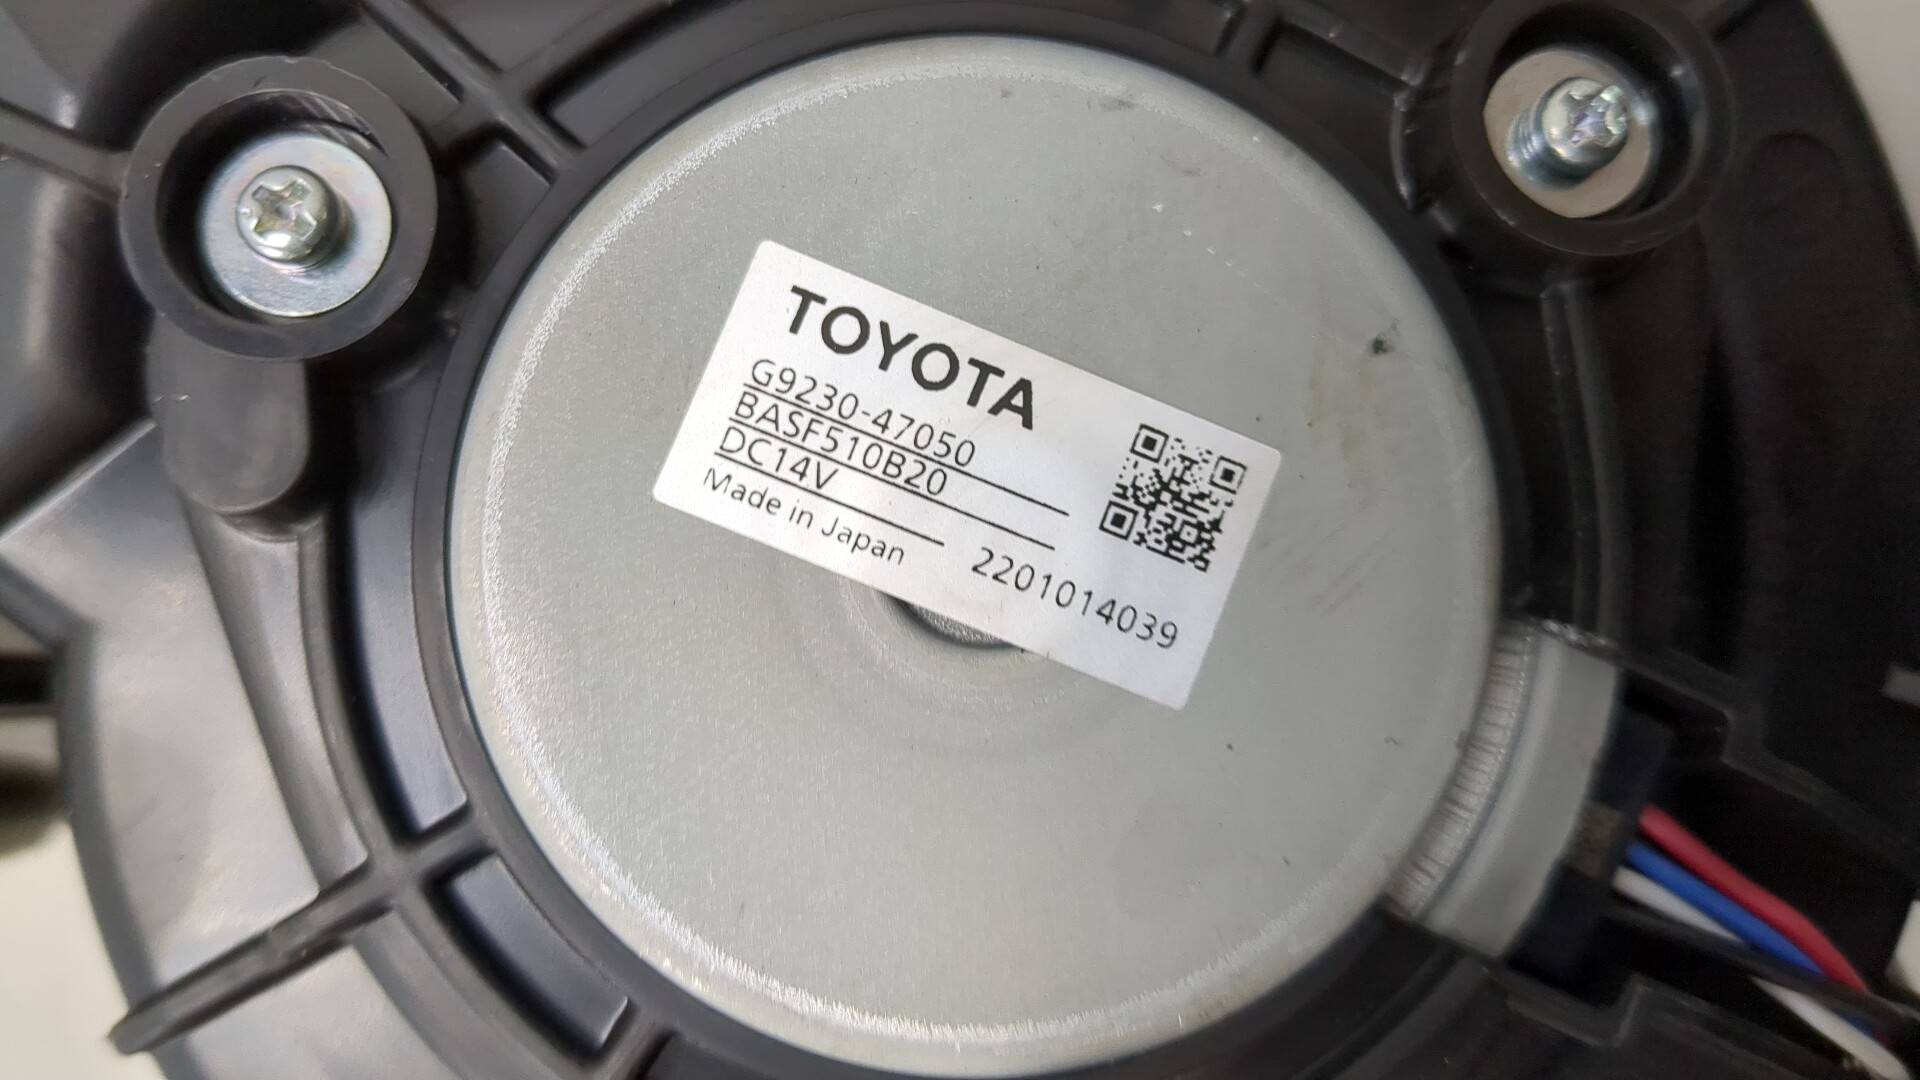 TOYOTA
G9230-47050
BASF510B20
DC14V
Made in Japan
2201014039